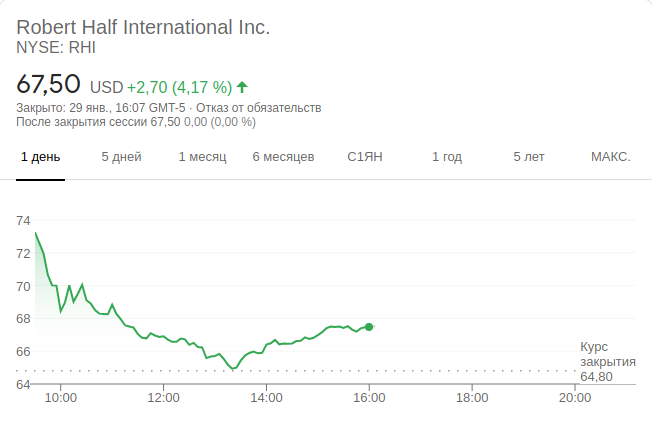 Robert Half International Inc.
NYSE: RHI
67,50 USD +2,70 (4,17 %)
Закрыто: 29 янв., 16:07 GMT-5 · Отказ от обязательств
После закрытия сессии 67,50 0,00 (0,00 %)
1 день 5 дней 1 месяц 6 месяцев С1ЯН 1 год 5 лет МАКС.
74
72
70
68
66
Курс
закрытия
64,80
64
10:00 12:00 14:00 16:00 18:00 20:00